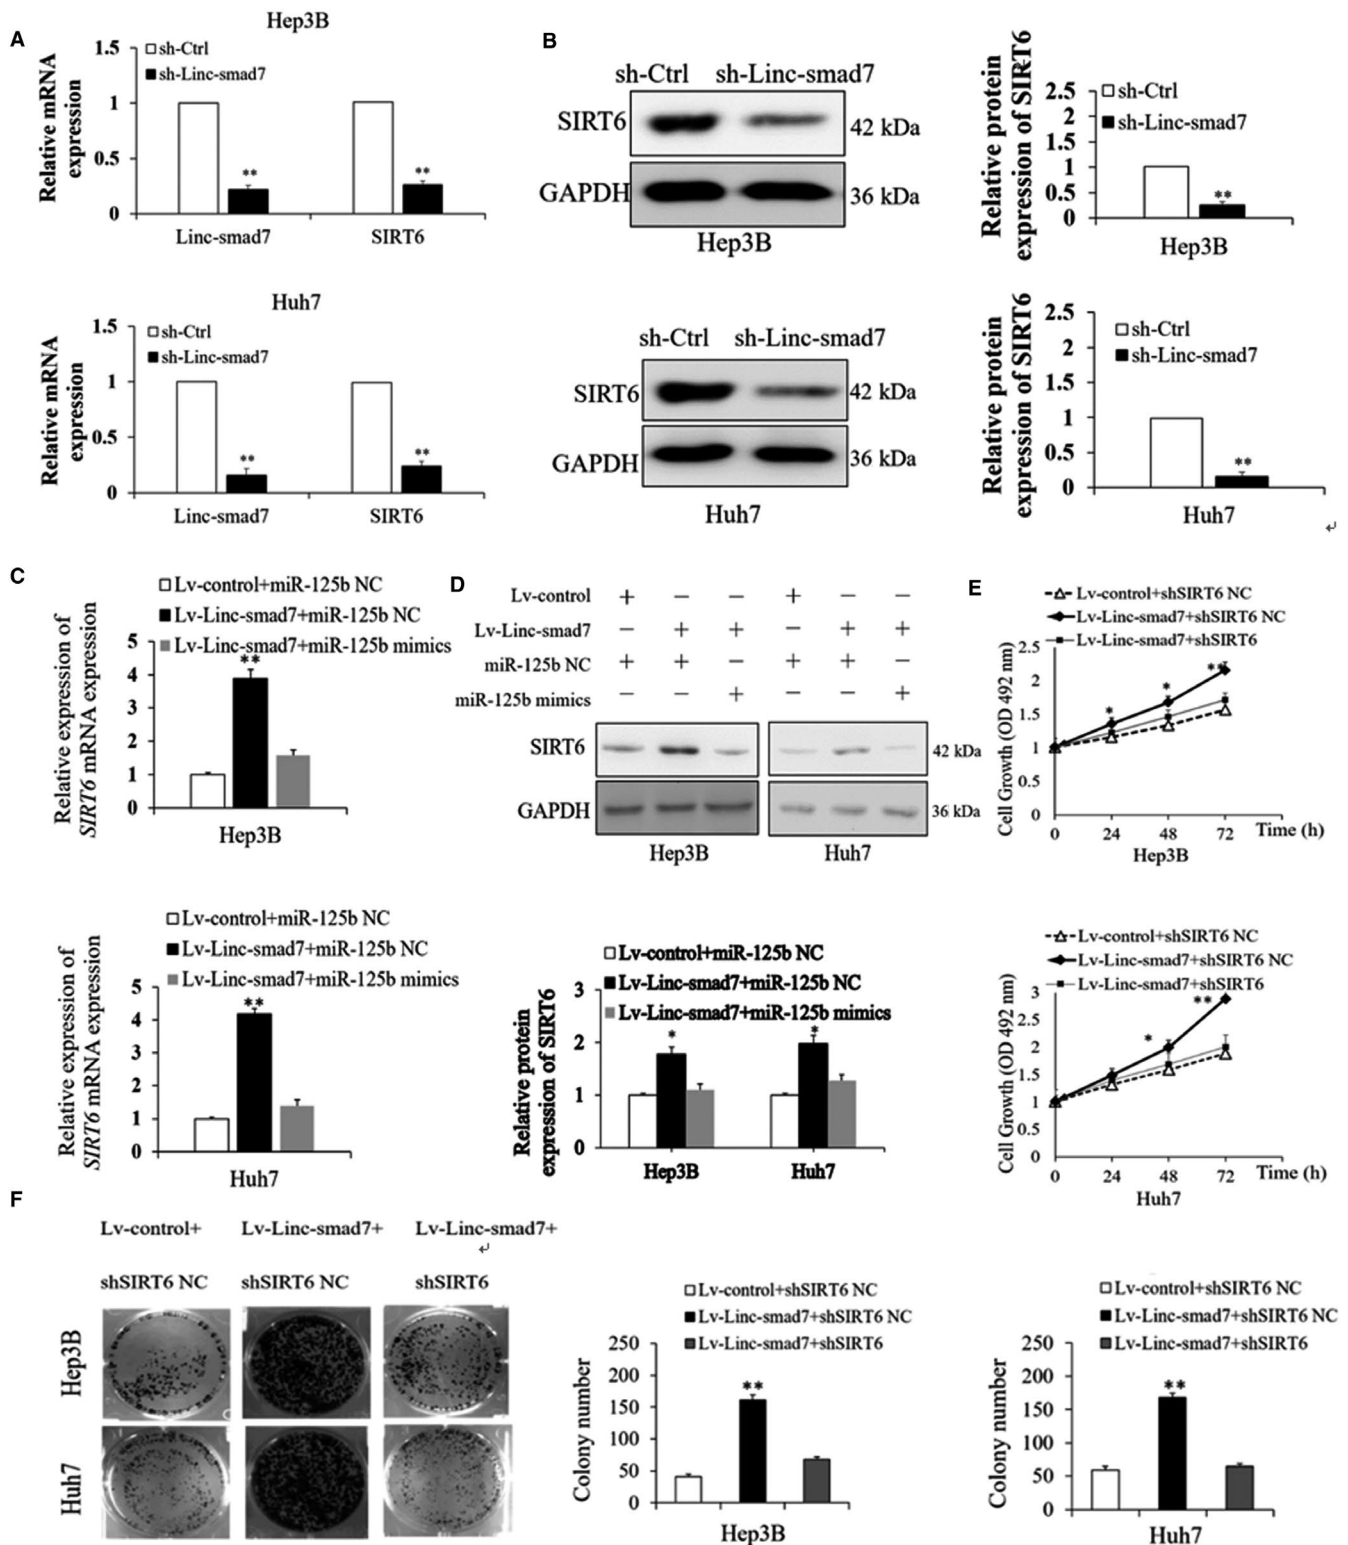 A
Hep3B
1.5
1
0.5
0
Relative mRNA
expression
sh-Ctrl
sh-Linc-smad7
**
**
Linc-smad7 SIRT6
Huh7
1.5
1
0.5
0
Relative mRNA
expression
sh-Ctrl
sh-Linc-smad7
**
**
Linc-smad7 SIRT6
B
sh-Ctrl sh-Linc-smad7
SIRT6 42 kDa
GAPDH 36 kDa
Hep3B
Relative protein
expression of SIRT6
2.5
2
1.5
1
0.5
0
sh-Ctrl
sh-Linc-smad7
**
Hep3B
sh-Ctrl sh-Linc-smad7
SIRT6 42 kDa
GAPDH 36 kDa
Huh7
Relative protein
expression of SIRT6
2.5
2
1.5
1
0.5
0
sh-Ctrl
sh-Linc-smad7
**
Huh7
↵
C
Lv-control+miR-125b NC
Lv-Linc-smad7+miR-125b NC
Lv-Linc-smad7+miR-125b mimics
Relative expression of
SIRT6 mRNA expression
5
4
3
2
1
0
**
Hep3B
Lv-control+miR-125b NC
Lv-Linc-smad7+miR-125b NC
Lv-Linc-smad7+miR-125b mimics
Relative expression of
SIRT6 mRNA expression
5
4
3
2
1
0
**
Huh7
D
Lv-control + − − + − −
Lv-Linc-smad7 − + + − + +
miR-125b NC + + − + + −
miR-125b mimics − − + − − +
SIRT6 42 kDa
GAPDH 36 kDa
Hep3B Huh7
Lv-control+miR-125b NC
Lv-Linc-smad7+miR-125b NC
Lv-Linc-smad7+miR-125b mimics
Relative protein
expression of SIRT6
3
2
1
0
*
*
Hep3B Huh7
E
Lv-control+shSIRT6 NC
Lv-Linc-smad7+shSIRT6 NC
Lv-Linc-smad7+shSIRT6
Cell Growth (OD 492 nm)
2.5
2
1.5
1
0.5
0
*
*
**
0 24 48 72 Time (h)
Hep3B
Lv-control+shSIRT6 NC
Lv-Linc-smad7+shSIRT6 NC
Lv-Linc-smad7+shSIRT6
Cell Growth (OD 492 nm)
3
2.5
2
1.5
1
0.5
0
*
**
0 24 48 72 Time (h)
Huh7
F
Lv-control+ Lv-Linc-smad7+ Lv-Linc-smad7+
↵
shSIRT6 NC shSIRT6 NC shSIRT6
Hep3B
Huh7
Lv-control+shSIRT6 NC
Lv-Linc-smad7+shSIRT6 NC
Lv-Linc-smad7+shSIRT6
Colony number
250
200
150
100
50
0
**
Hep3B
Lv-control+shSIRT6 NC
Lv-Linc-smad7+shSIRT6 NC
Lv-Linc-smad7+shSIRT6
Colony number
250
200
150
100
50
0
**
Huh7